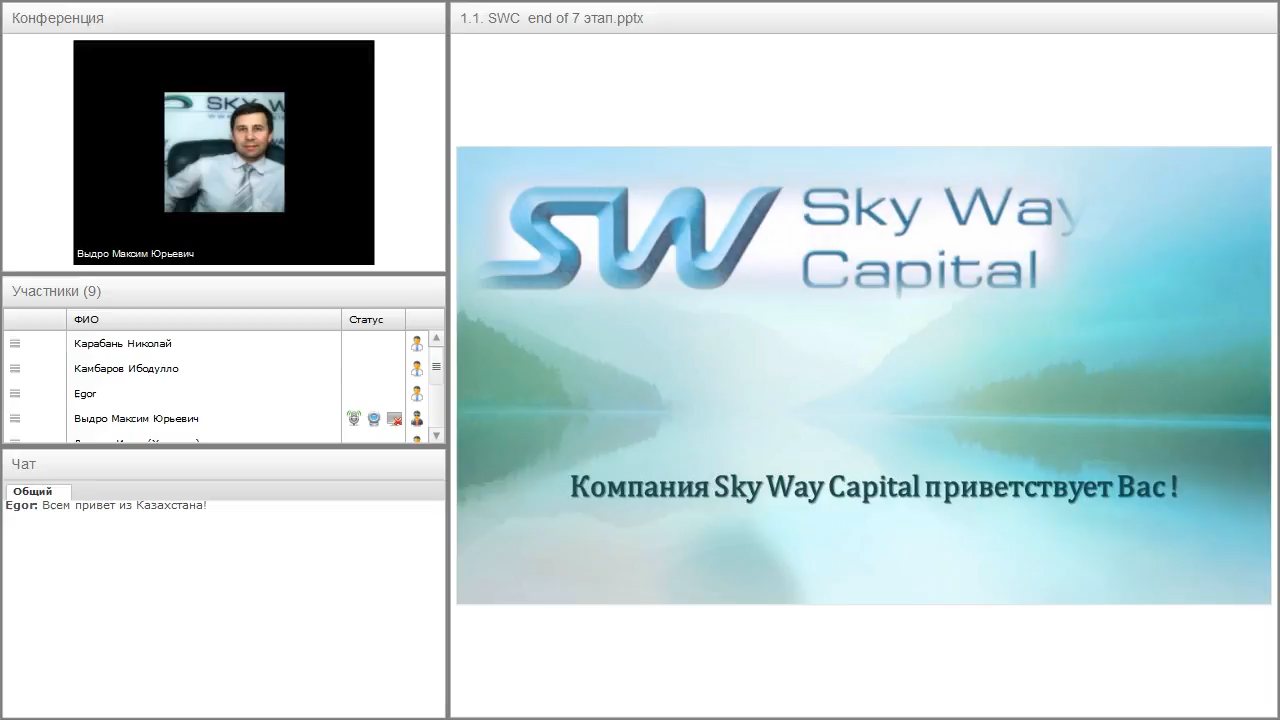 Конференция
Выдро Максим Юрьевич
Участники (9)
ФИО Статус
Карабань Николай
Камбаров Ибодулло
Egor
Выдро Максим Юрьевич
Чат
Общий
Egor: Всем привет из Казахстана!
1.1. SWC end of 7 этап.pptx
SW Sky Way
Capital
Компания Sky Way Capital приветствует Вас !